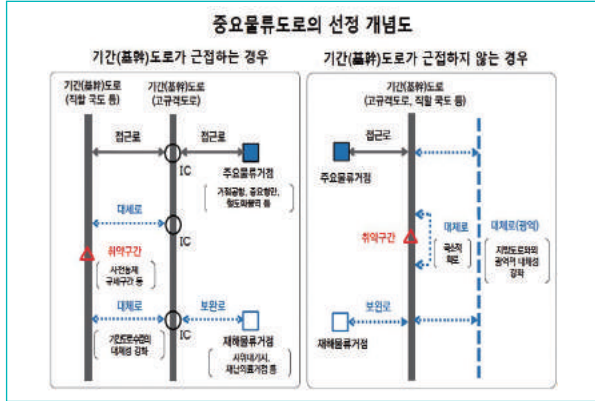 중요물류도로의 선정 개념도
기간(基幹)도로가 근접하는 경우
기간(基幹)도로
(직할 국도 등)
기간(基幹)도로
(고규격도로)
접근로
접근로
IC
주요물류거점
거점공항, 중요항만,
철도화물역 등
대체로
IC
취약구간
사전통제
규제구간 등
대체로
보완로
IC
기간도로수준의
대체성 강화
재해물류거점
재난의료거점 등
기간(基幹)도로가 근접하지 않는 경우
기간(基幹)도로
(고규격도로, 직할 국도 등)
접근로
주요물류거점
취약구간
대체로
국소적
대체로(광역)
지방도로와의
광역적 대체성
강화
보완로
재해물류거점